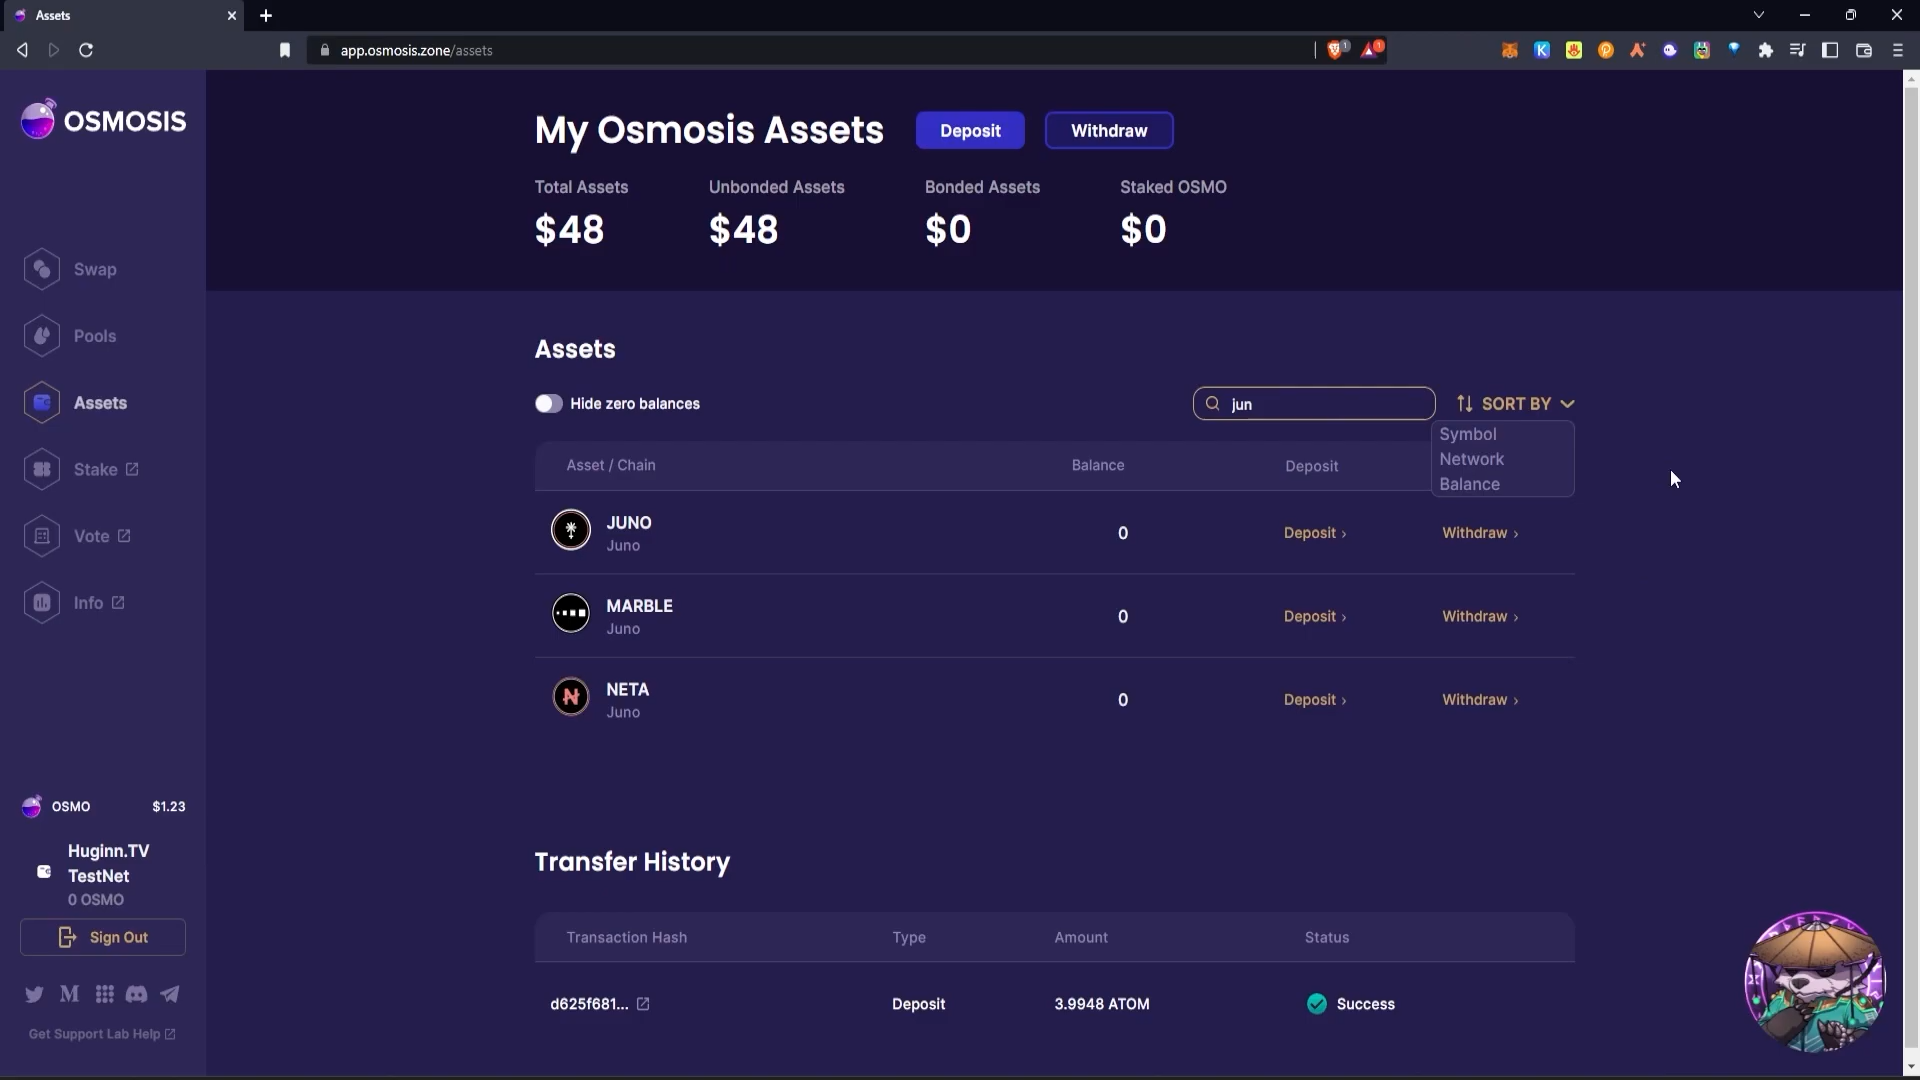 Assets
app.osmosis.zone/assets
1
1
OSMOSIS
My Osmosis Assets
Deposit
Withdraw
Total Assets
Unbonded Assets
Bonded Assets
Staked OSMO
$48
$48
$0
$0
Swap
Pools
Assets
Stake
Vote
Info
Assets
Hide zero balances
jun
SORT BY
Symbol
Network
Balance
Asset / Chain
Balance
Deposit
JUNO
Juno
0
Deposit ›
Withdraw ›
MARBLE
Juno
0
Deposit ›
Withdraw ›
NETA
Juno
0
Deposit ›
Withdraw ›
OSMO
$1.23
Huginn.TV
TestNet
0 OSMO
Sign Out
Get Support Lab Help
Transfer History
Transaction Hash
Type
Amount
Status
d625f681...
Deposit
3.9948 ATOM
Success